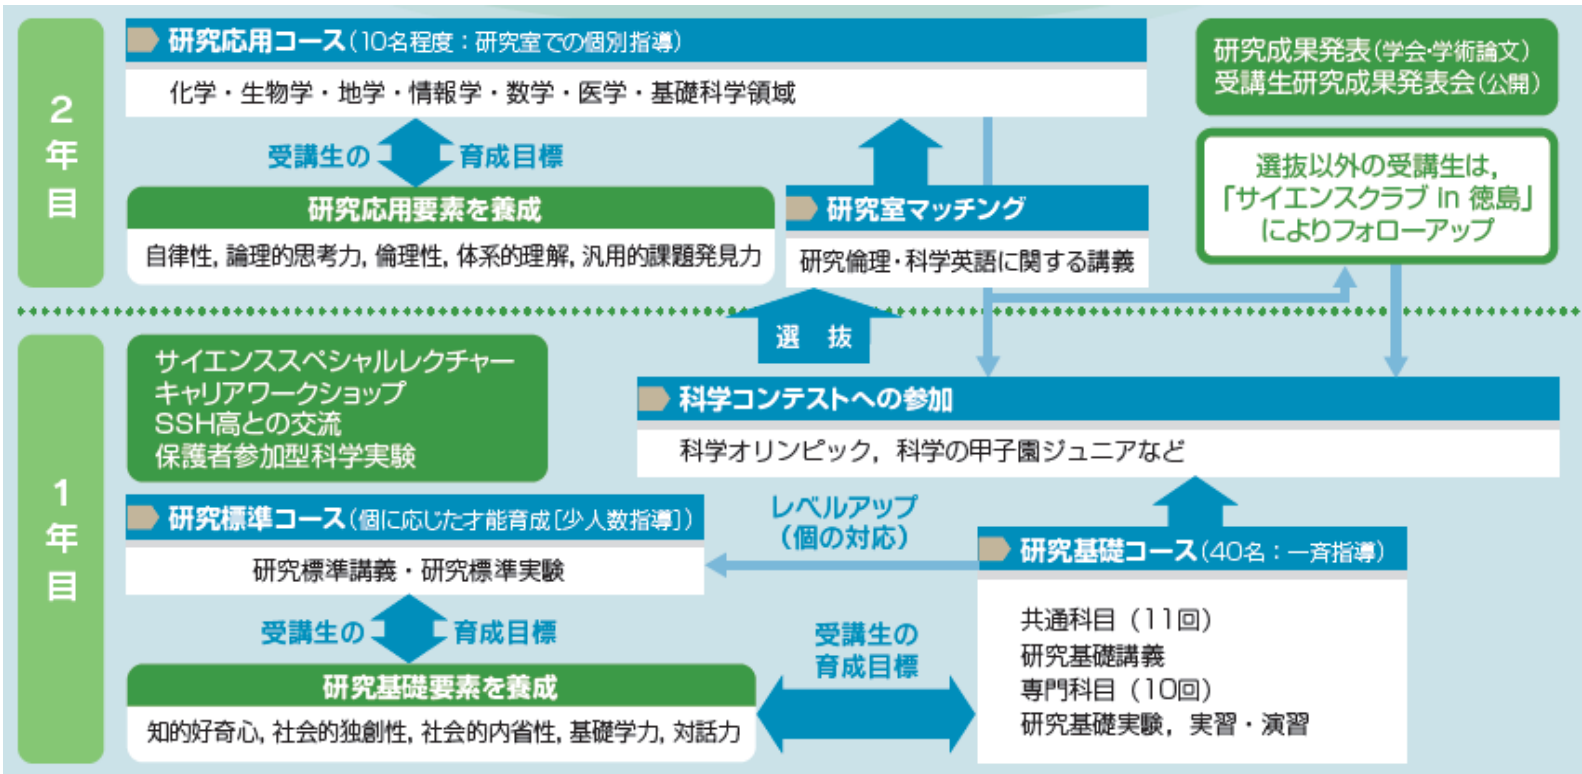 2年目
研究応用コース(10名程度:研究室での個別指導)
化学・生物学・地学・情報学・数学・医学・基礎科学領域
受講生の 育成目標
研究応用要素を養成
自律性, 論理的思考力, 倫理性, 体系的理解, 汎用的課題発見力
研究室マッチング
研究倫理・科学英語に関する講義
研究成果発表(学会・学術論文)
受講生研究成果発表会(公開)
選抜以外の受講生は,
「サイエンスクラブ in 徳島」
によりフォローアップ
選 抜
1年目
サイエンススペシャルレクチャー
キャリアワークショップ
SSH高との交流
保護者参加型科学実験
科学コンテストへの参加
科学オリンピック, 科学の甲子園ジュニアなど
研究標準コース(個に応じた才能育成[少人数指導])
研究標準講義・研究標準実験
レベルアップ
(個の対応)
研究基礎コース(40名:一斉指導)
共通科目(11回)
研究基礎講義
専門科目(10回)
研究基礎実験, 実習・演習
受講生の 育成目標
研究基礎要素を養成
知的好奇心, 社会的独創性, 社会的内省性, 基礎学力, 対話力
受講生の
育成目標